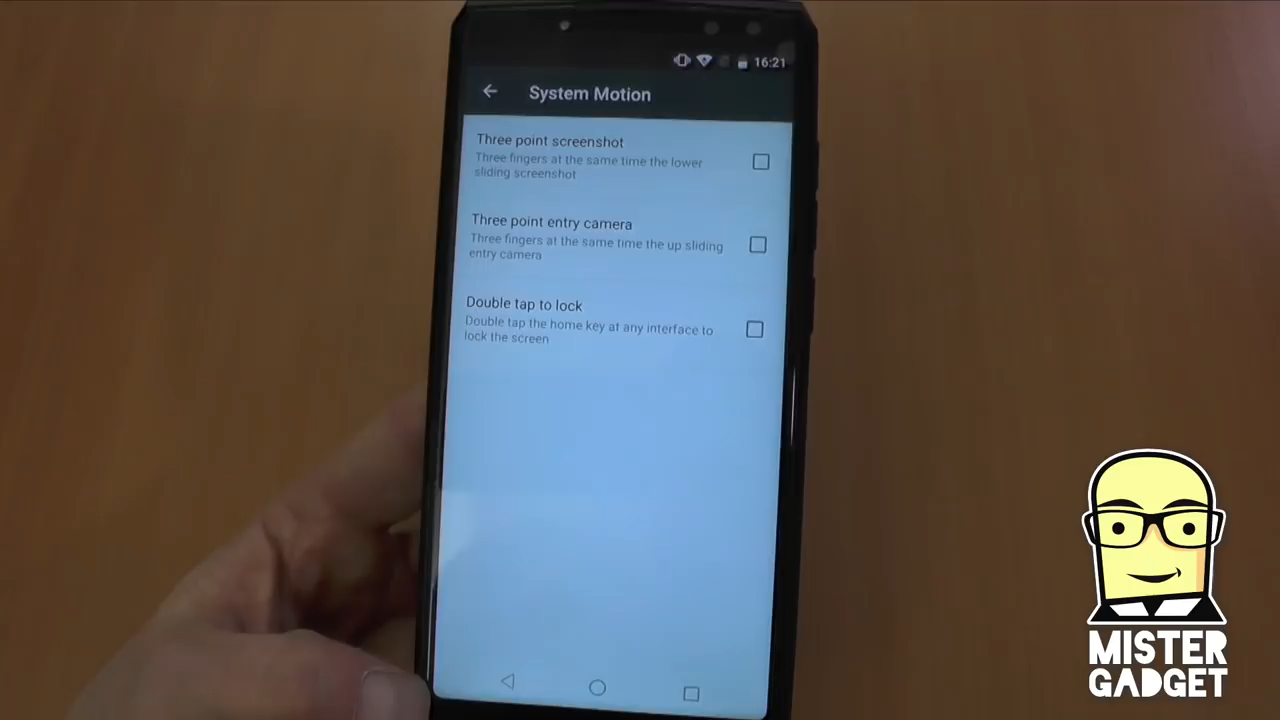 16:21
System Motion
Three point screenshot
Three fingers at the same time the lower
sliding screenshot
Three point entry camera
Three fingers at the same time the up sliding
entry camera
Double tap to lock
Double tap the home key at any interface to
lock the screen
MISTER
GADGET